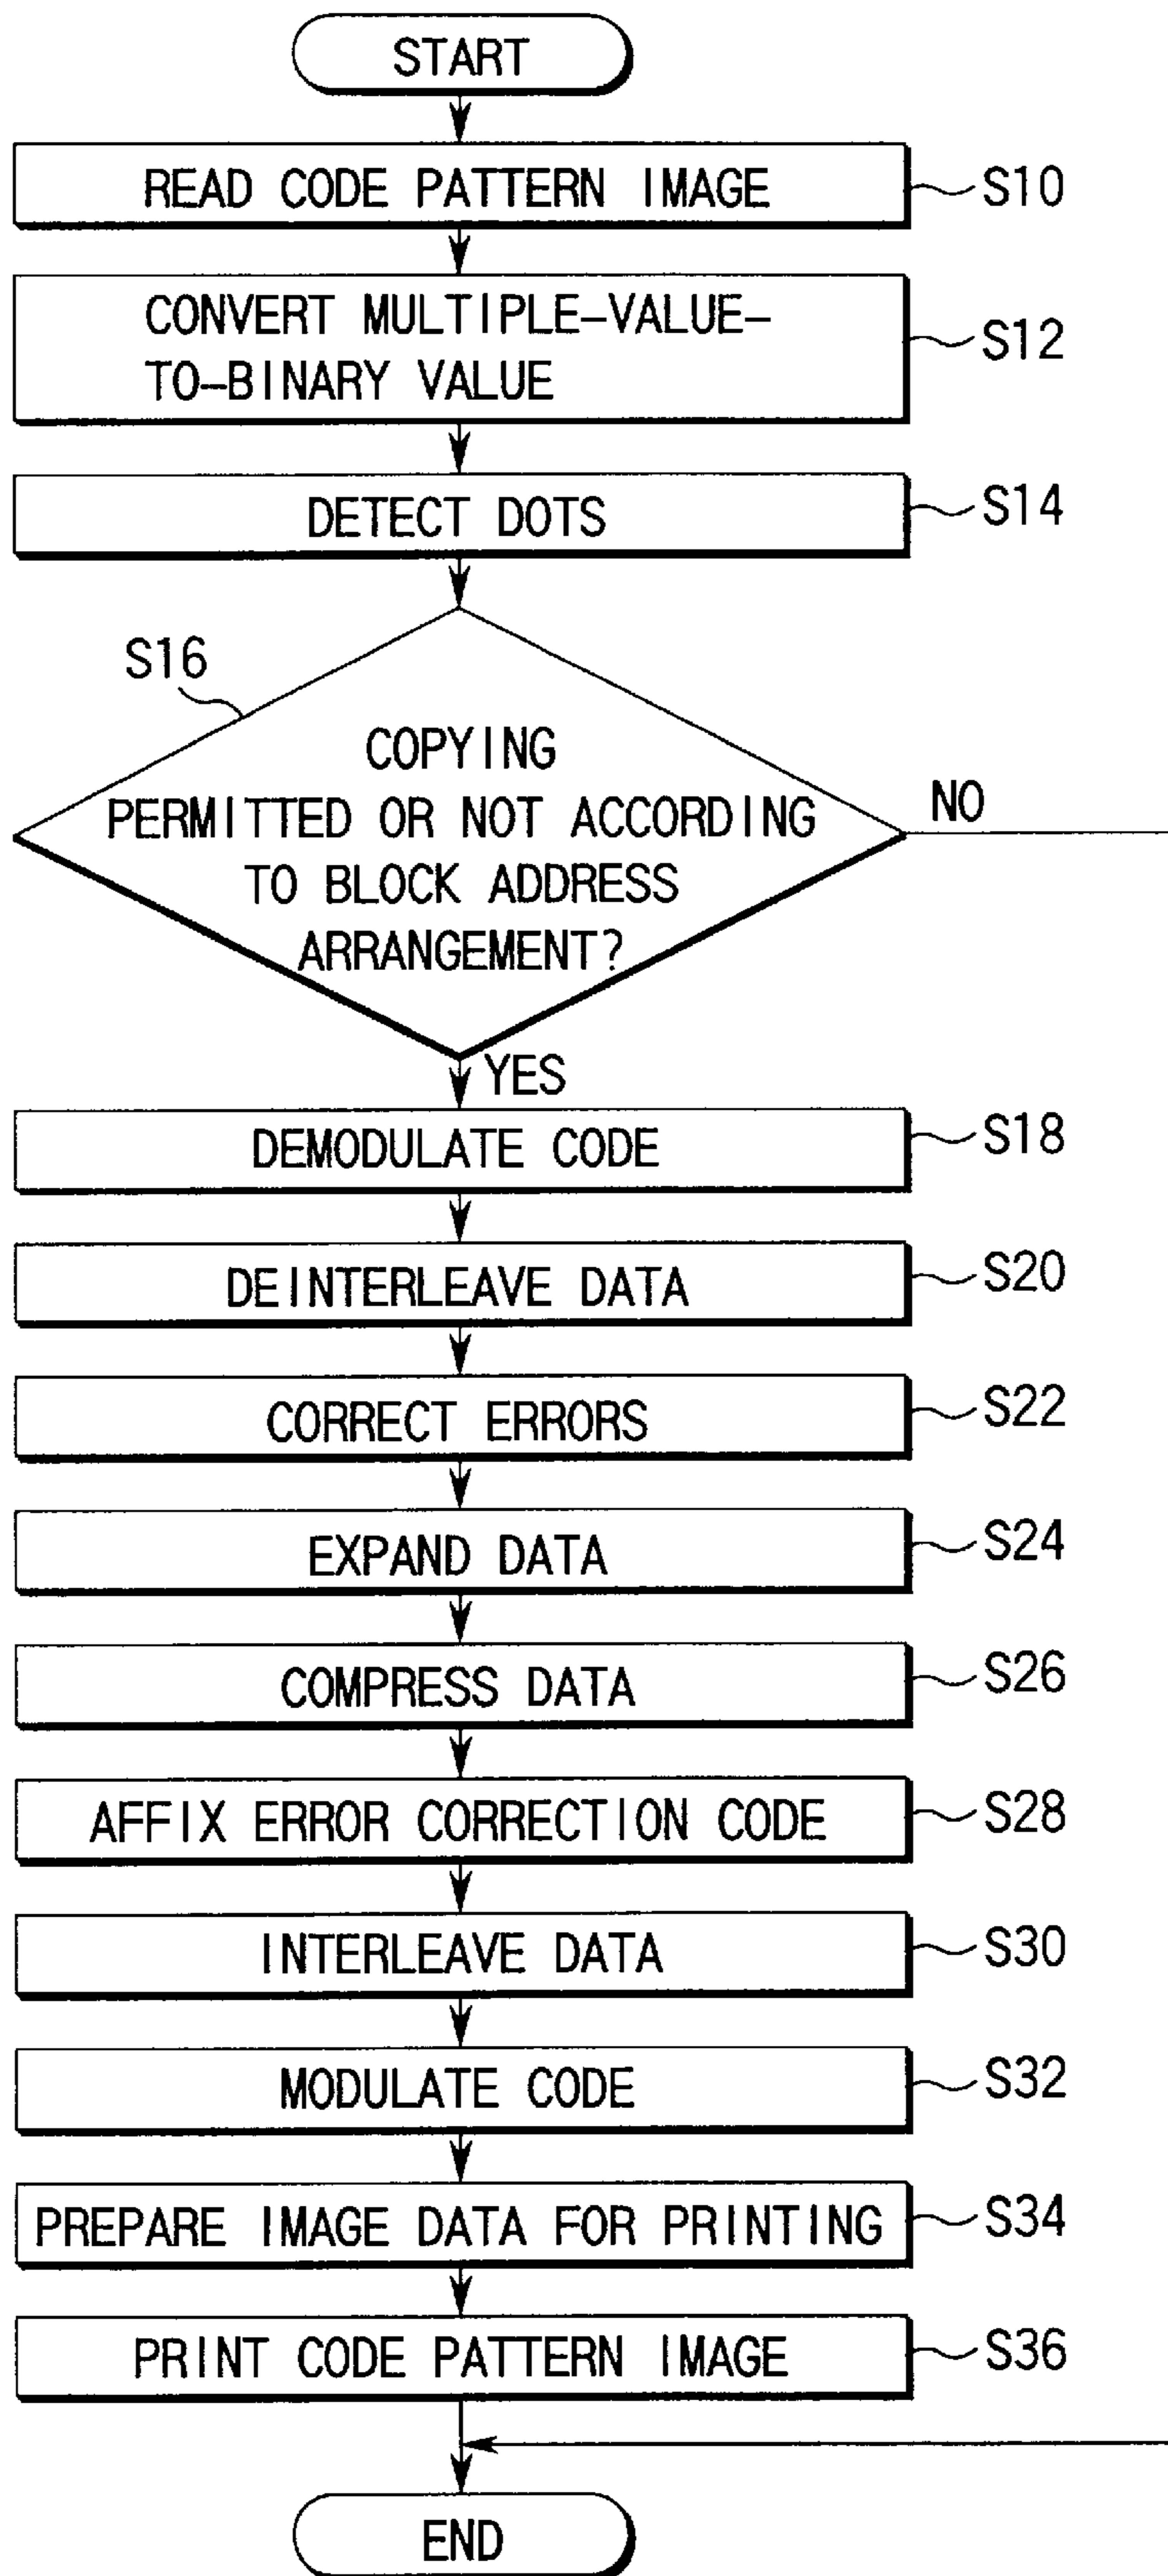 START
READ CODE PATTERN IMAGE
S10
CONVERT MULTIPLE-VALUE-
TO-BINARY VALUE
S12
DETECT DOTS
S14
S16
COPYING
PERMITTED OR NOT ACCORDING
TO BLOCK ADDRESS
ARRANGEMENT?
NO
YES
DEMODULATE CODE
S18
DEINTERLEAVE DATA
S20
CORRECT ERRORS
S22
EXPAND DATA
S24
COMPRESS DATA
S26
AFFIX ERROR CORRECTION CODE
S28
INTERLEAVE DATA
S30
MODULATE CODE
S32
PREPARE IMAGE DATA FOR PRINTING
S34
PRINT CODE PATTERN IMAGE
S36
END